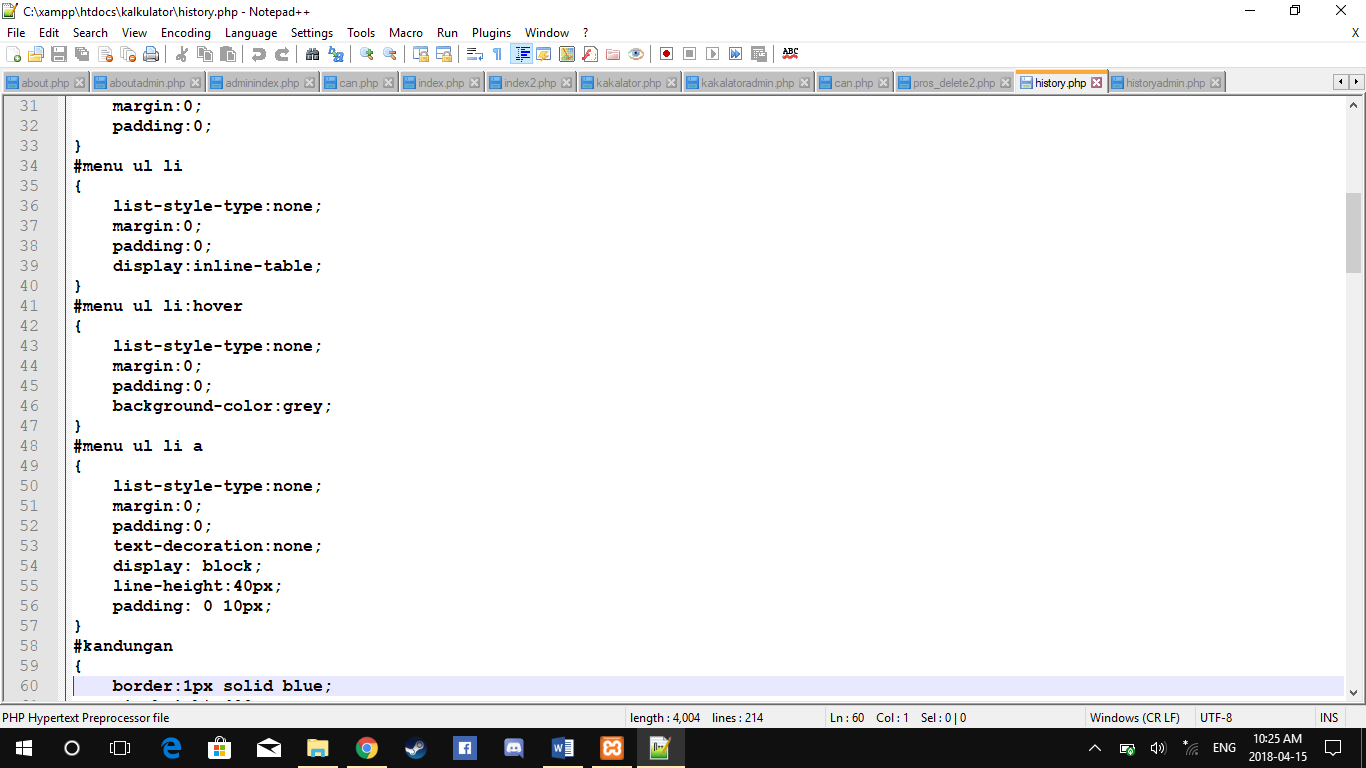 C:\xampp\htdocs\kalkulator\history.php - Notepad++
File Edit Search View Encoding Language Settings Tools Macro Run Plugins Window ? X
ABC
about.php aboutadmin.php adminindex.php can.php index.php index2.php kakalator.php kakalatoradmin.php can.php pros_delete2.php history.php historyadmin.php
31 margin:0;
32 padding:0;
33 }
34 #menu ul li
35 {
36 list-style-type:none;
37 margin:0;
38 padding:0;
39 display:inline-table;
40 }
41 #menu ul li:hover
42 {
43 list-style-type:none;
44 margin:0;
45 padding:0;
46 background-color:grey;
47 }
48 #menu ul li a
49 {
50 list-style-type:none;
51 margin:0;
52 padding:0;
53 text-decoration:none;
54 display: block;
55 line-height:40px;
56 padding: 0 10px;
57 }
58 #kandungan
59 {
60 border:1px solid blue;
PHP Hypertext Preprocessor file length : 4,004 lines : 214 Ln : 60 Col : 1 Sel : 0 | 0 Windows (CR LF) UTF-8 INS
ENG 10:25 AM
2018-04-15